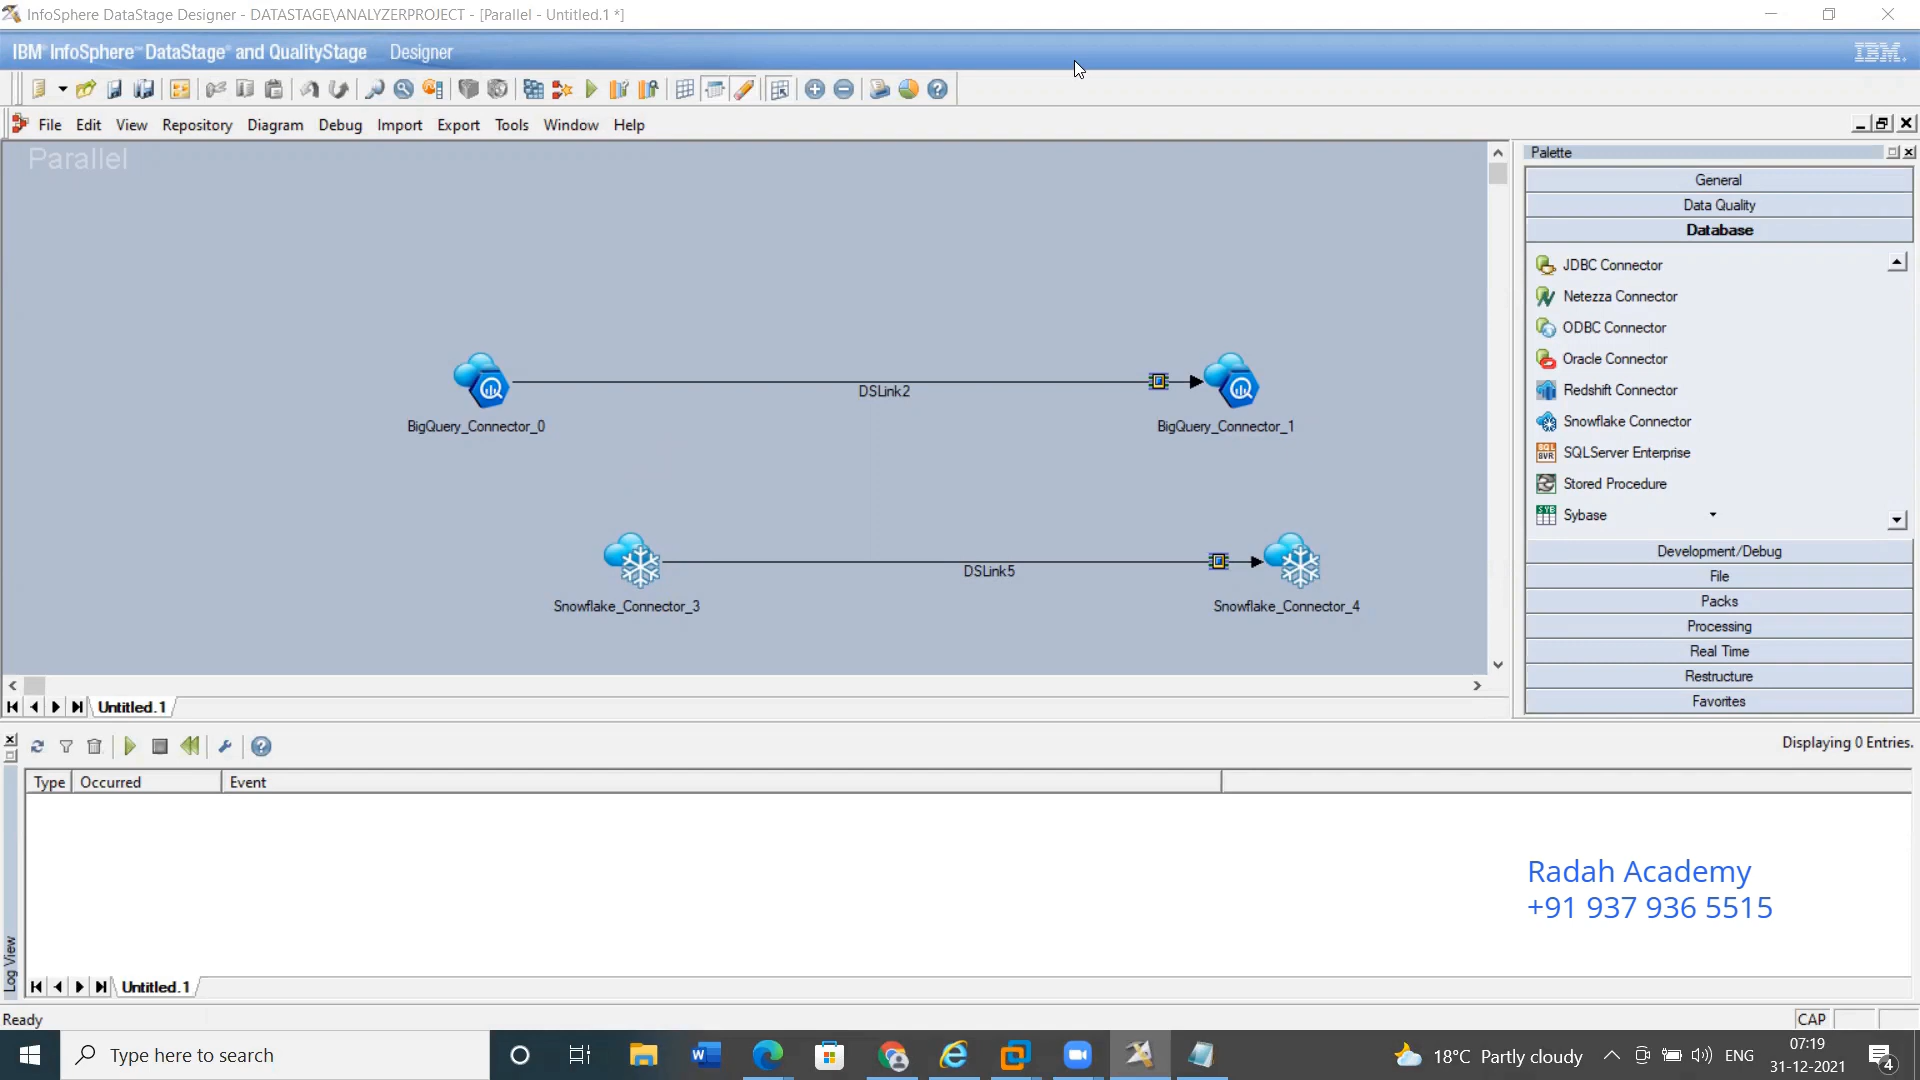 InfoSphere DataStage Designer - DATASTAGE\ANALYZERPROJECT - [Parallel - Untitled.1 *]
IBM InfoSphere DataStage and QualityStage Designer
IBM.
File Edit View Repository Diagram Debug Import Export Tools Window Help
Parallel
Palette
General
Data Quality
Database
JDBC Connector
Netezza Connector
ODBC Connector
Oracle Connector
Redshift Connector
Snowflake Connector
SQLServer Enterprise
Stored Procedure
Sybase
Development/Debug
File
Packs
Processing
Real Time
Restructure
Favorites
DSLink2
BigQuery_Connector_0
BigQuery_Connector_1
DSLink5
Snowflake_Connector_3
Snowflake_Connector_4
Untitled.1
Displaying 0 Entries.
Type Occurred Event
Radah Academy
+91 937 936 5515
Log View
Untitled.1
Ready
CAP
Type here to search
18°C Partly cloudy
ENG
07:19
31-12-2021
4